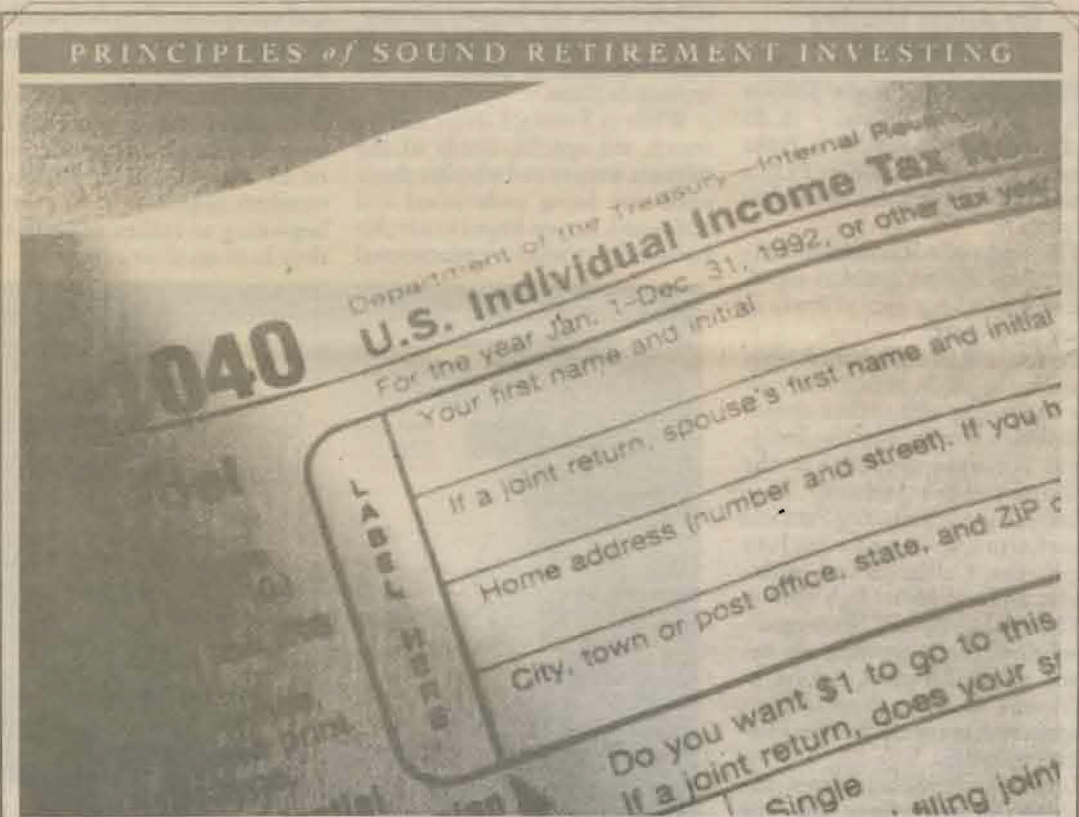 PRINCIPLES of SOUND RETIREMENT INVESTING
Department of the Treasury—Internal Reven
U.S. Individual Income Tax
For the year Jan. 1–Dec. 31, 1992, or other tax year
1040
Your first name and initial
If a joint return, spouse's first name and initial
Home address (number and street). If you h
City, town or post office, state, and ZIP c
LABEL HERE
print
Do you want $1 to go to this
If a joint return, does your sp
Single
filing joint